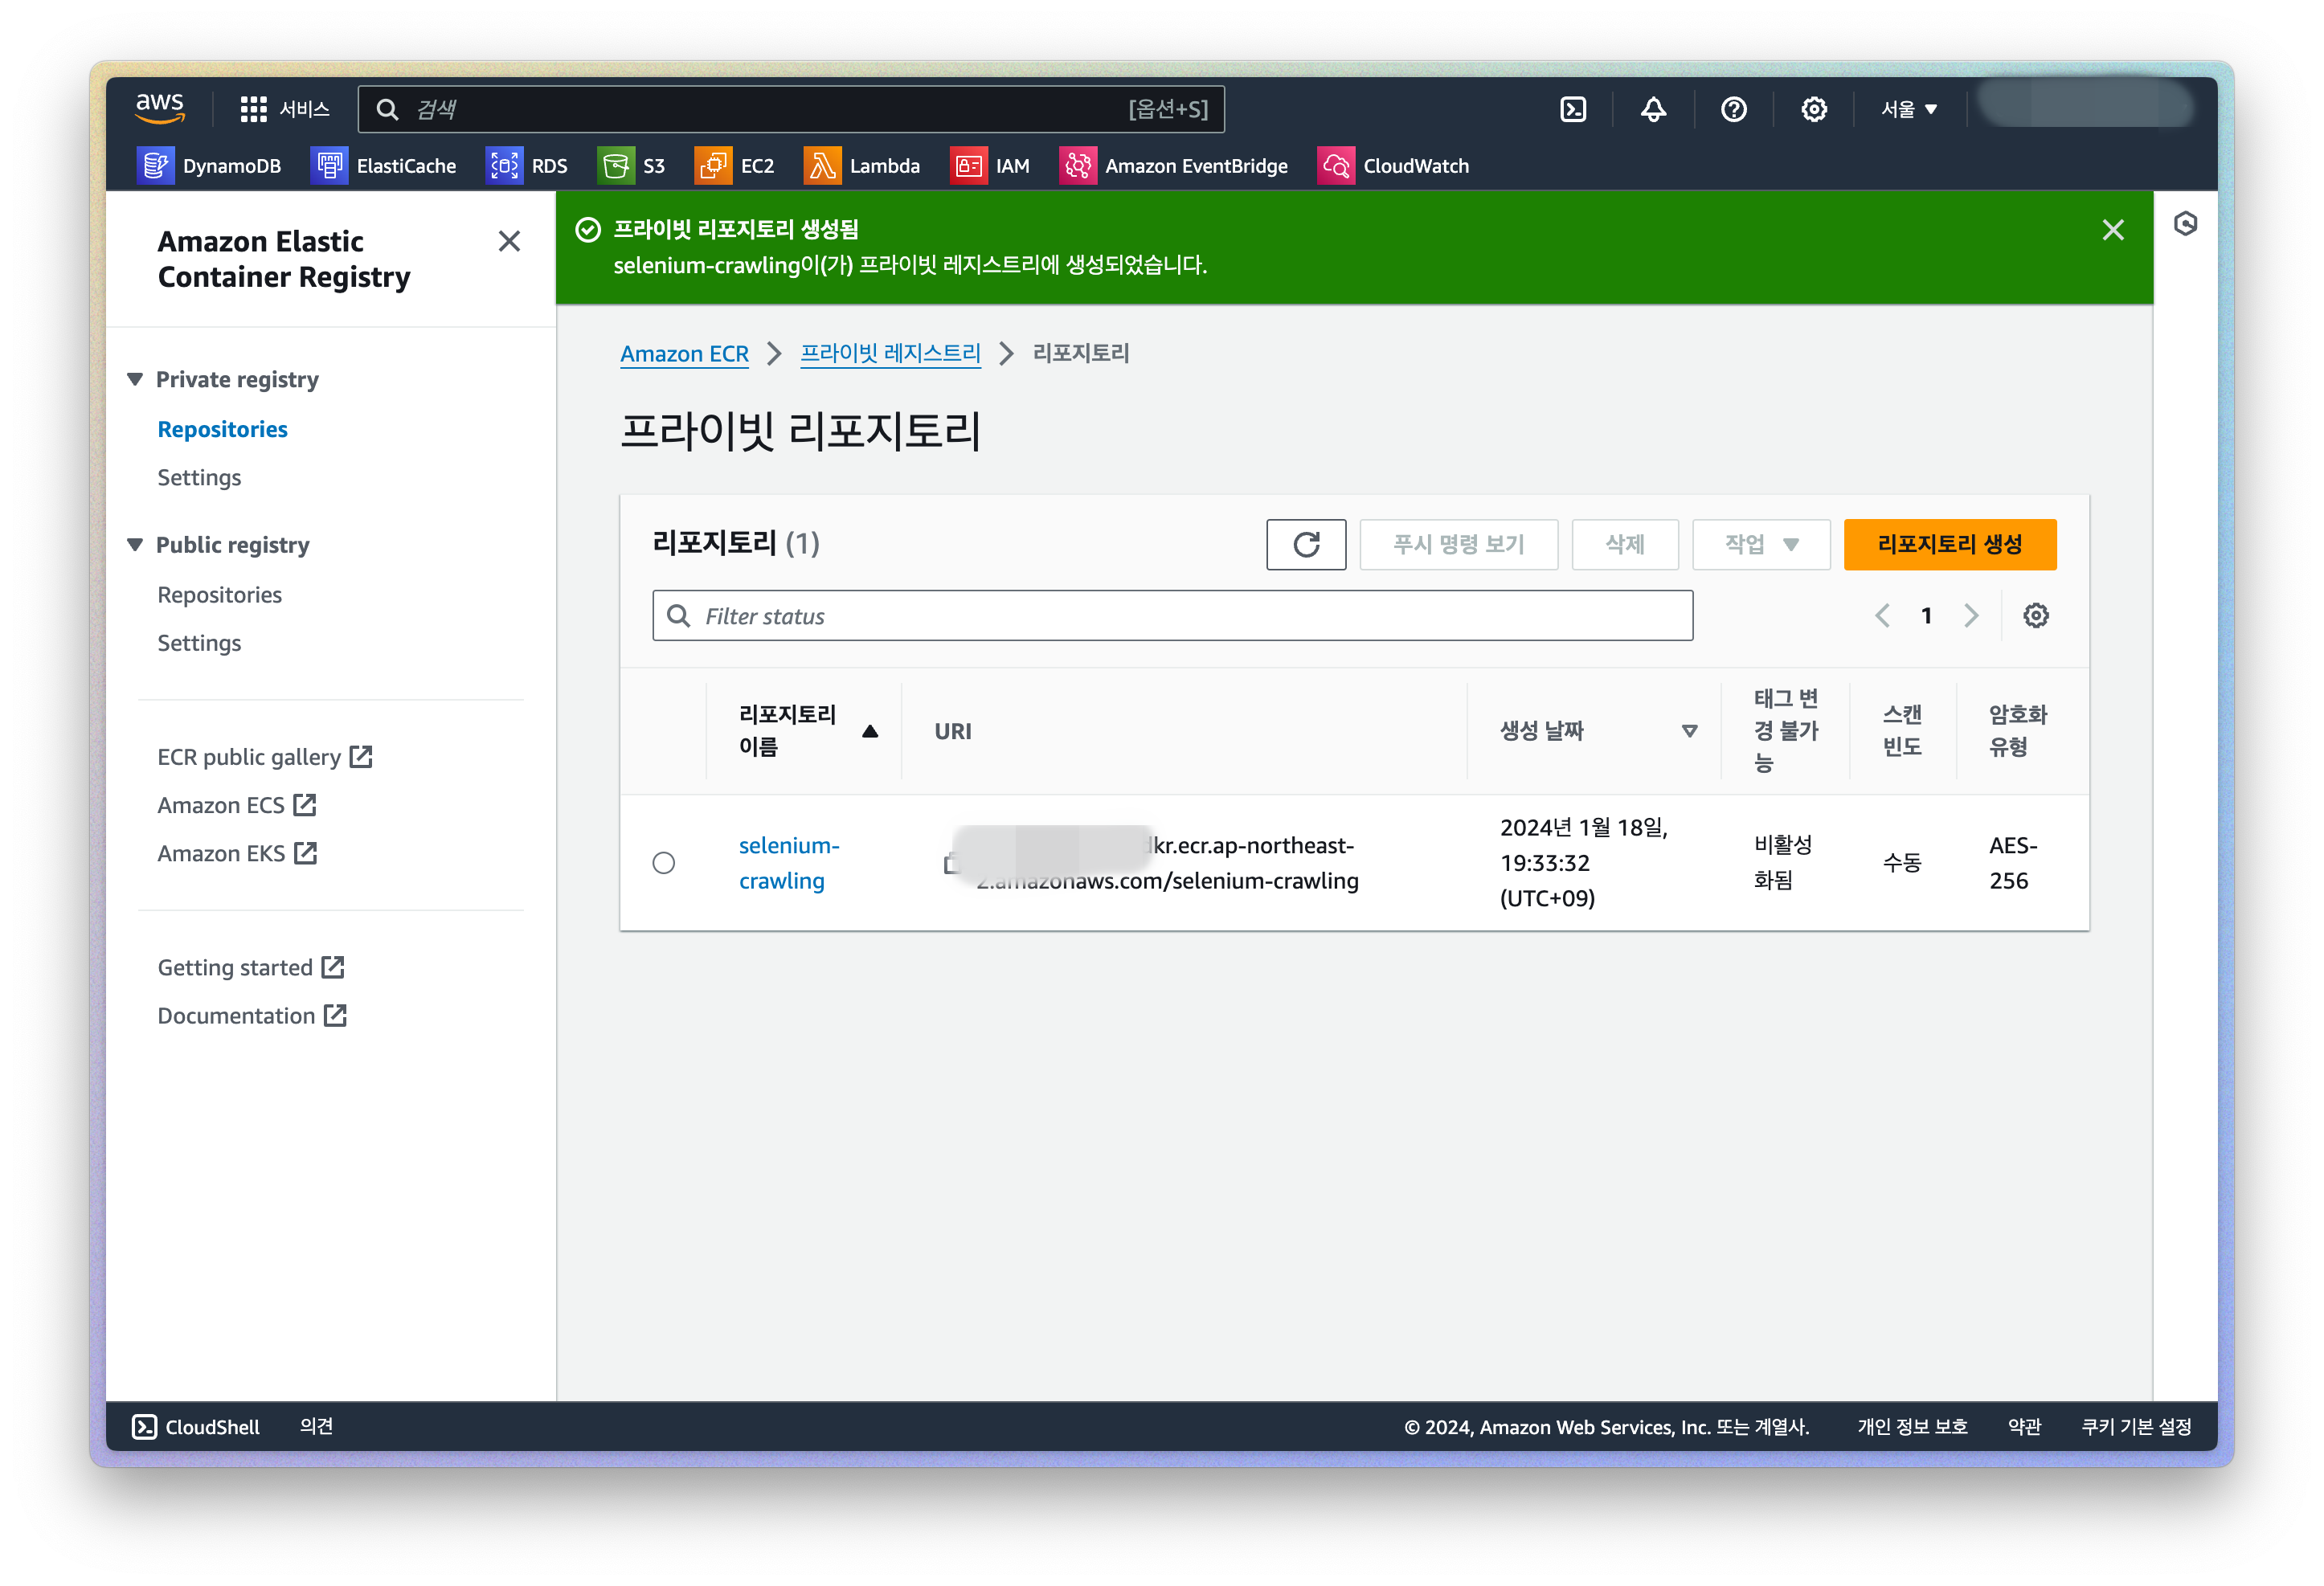 aws 서비스 검색 [옵션+S] 서울
DynamoDB ElastiCache RDS S3 EC2 Lambda IAM Amazon EventBridge CloudWatch
Amazon Elastic
Container Registry
Private registry
Repositories
Settings
Public registry
Repositories
Settings
ECR public gallery
Amazon ECS
Amazon EKS
Getting started
Documentation
프라이빗 리포지토리 생성됨
selenium-crawling이(가) 프라이빗 레지스트리에 생성되었습니다.
Amazon ECR 프라이빗 레지스트리 리포지토리
프라이빗 리포지토리
리포지토리 (1) 푸시 명령 보기 삭제 작업 리포지토리 생성
Filter status 1
리포지토리
이름
URI
생성 날짜
태그 변
경 불가
능
스캔
빈도
암호화
유형
selenium-
crawling
dkr.ecr.ap-northeast-
2.amazonaws.com/selenium-crawling
2024년 1월 18일,
19:33:32
(UTC+09)
비활성
화됨
수동
AES-
256
CloudShell 의견 © 2024, Amazon Web Services, Inc. 또는 계열사. 개인 정보 보호 약관 쿠키 기본 설정